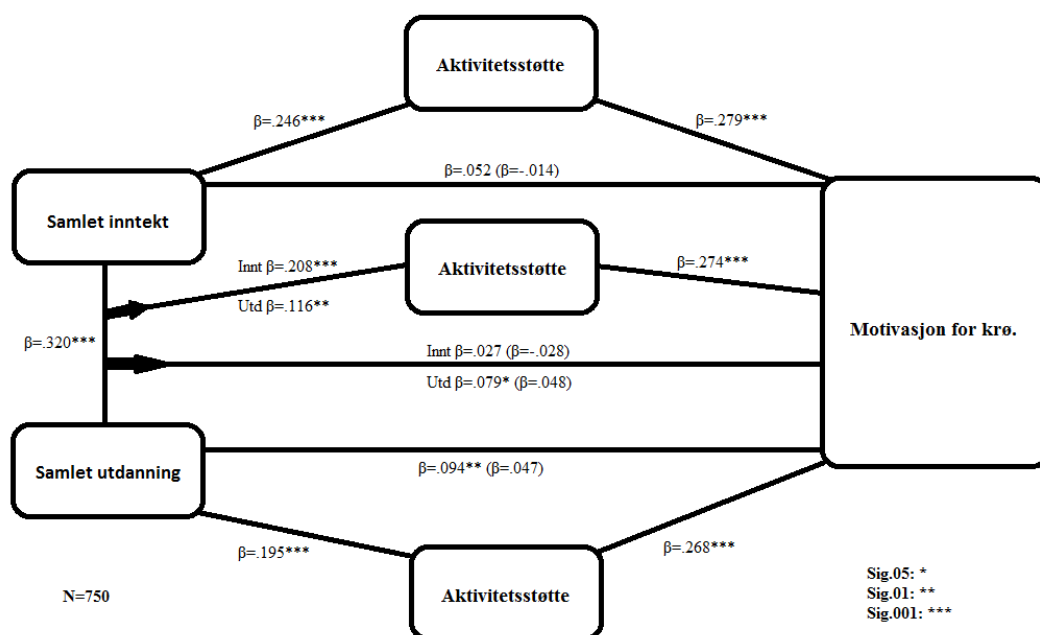 Aktivitetsstøtte
β=.246***
β=.279***
β=.052 (β=-.014)
Samlet inntekt
Aktivitetsstøtte
Innt β=.208***
β=.274***
Utd β=.116**
β=.320***
Innt β=.027 (β=-.028)
Utd β=.079* (β=.048)
Motivasjon for krø.
Samlet utdanning
β=.094** (β=.047)
β=.195***
β=.268***
Aktivitetsstøtte
N=750
Sig.05: *
Sig.01: **
Sig.001: ***